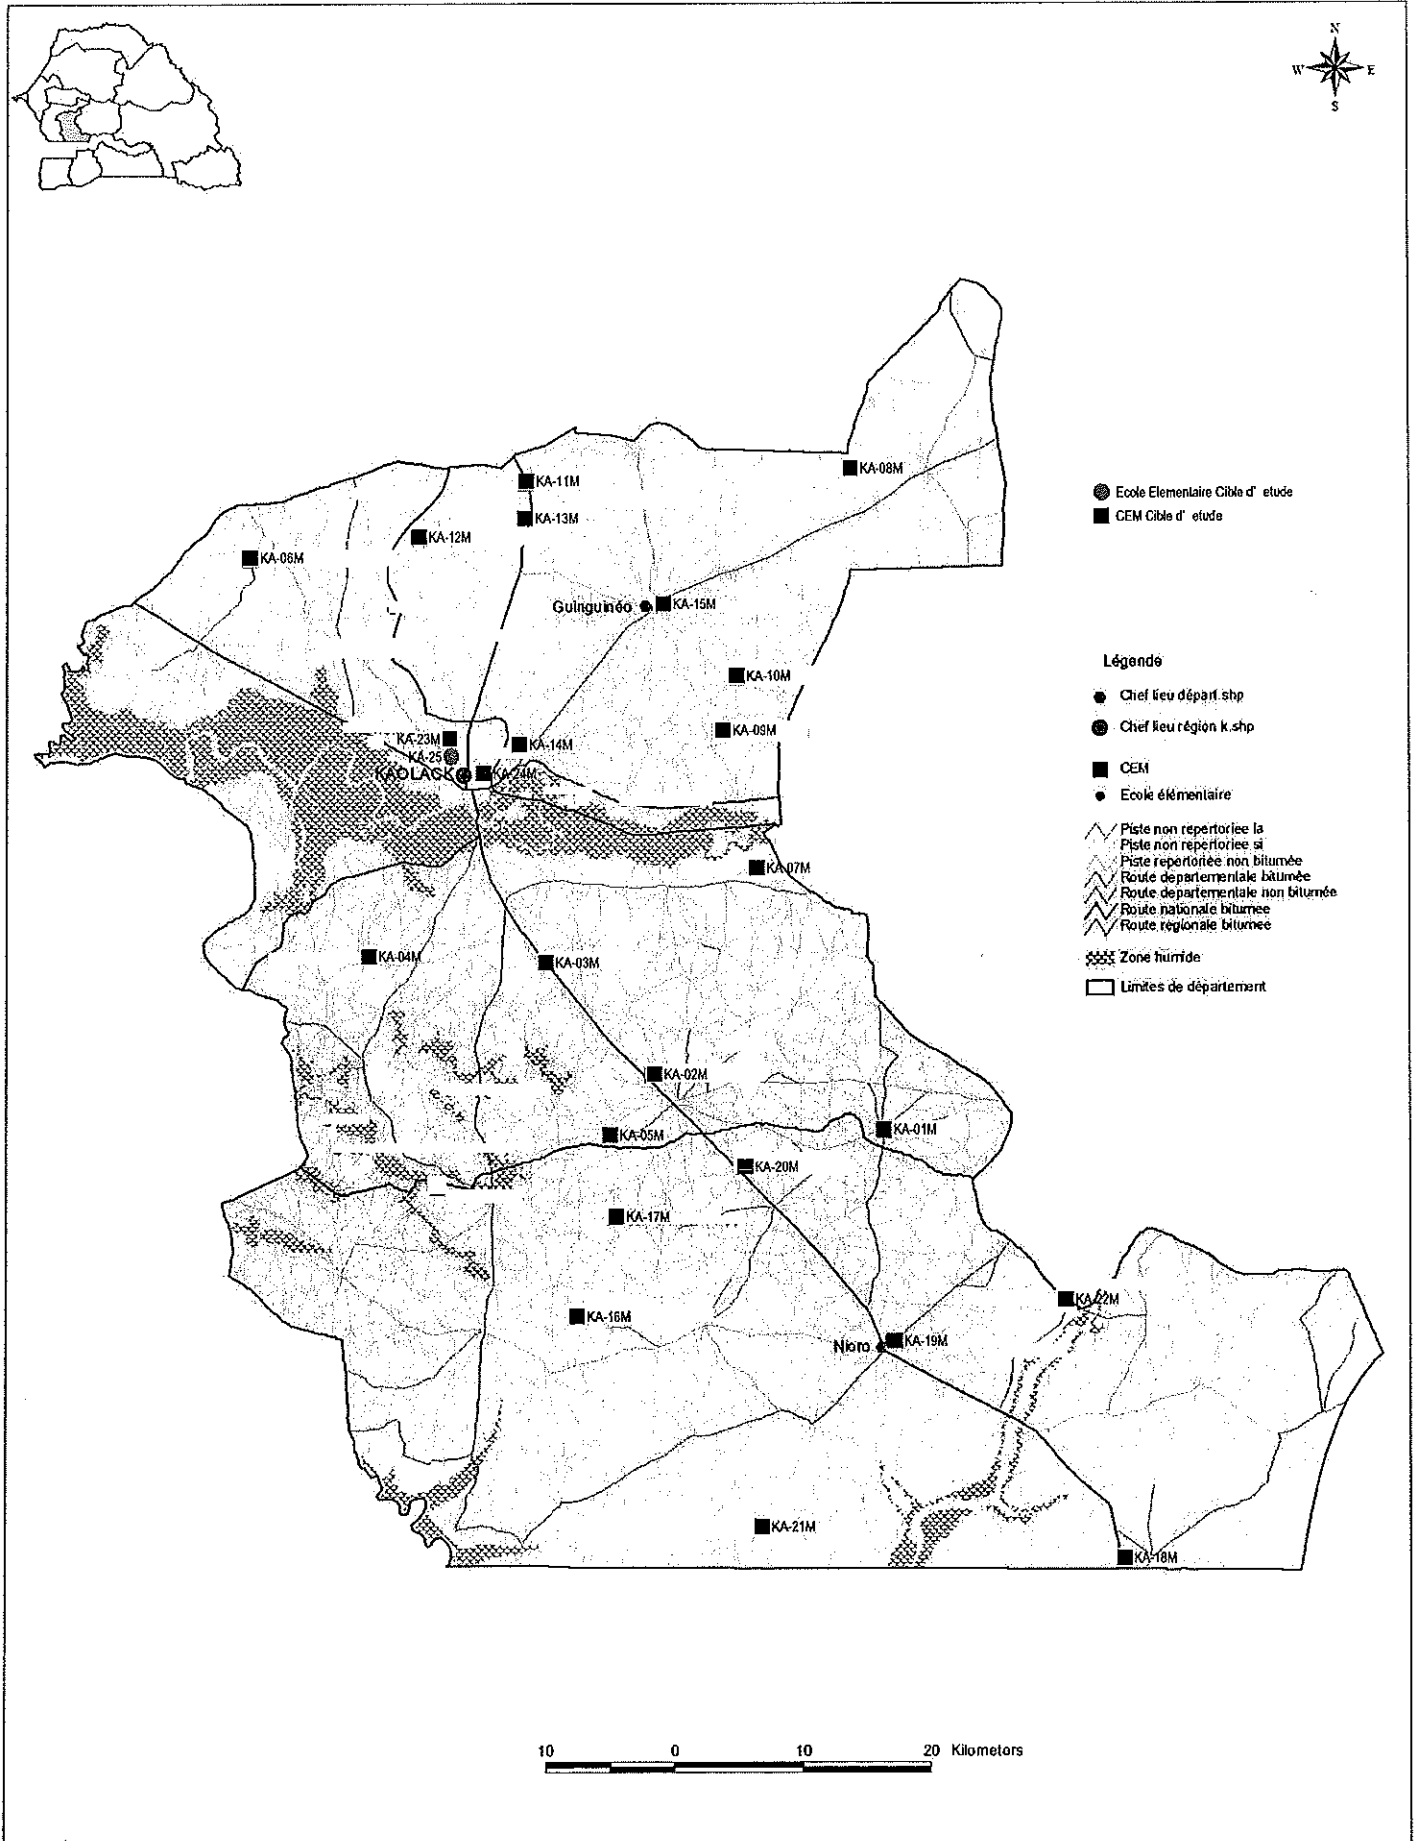 N
W E
S
KA-08M
KA-11M
KA-13M
KA-12M
KA-06M
Ecole Elementaire Cible d' etude
CEM Cible d' etude
Guinguinéo
KA-15M
KA-10M
KA-09M
KA-23M
KA-14M
KA-25
KAOLACK
KA-24M
KA-07M
Légende
Chef lieu départ.shp
Chef lieu région k.shp
CEM
Ecole élémentaire
Piste non repertoriee la
Piste non repertoriee si
Piste repertoriée non bitumée
Route departementale bitumée
Route departementale non bitumée
Route nationale bitumee
Route regionale bitumee
Zone humide
Limites de département
KA-04M
KA-03M
KA-02M
KA-05M
KA-01M
KA-20M
KA-17M
KA-22M
KA-16M
Nioro
KA-19M
KA-21M
KA-18M
10 0 10 20 Kilometers